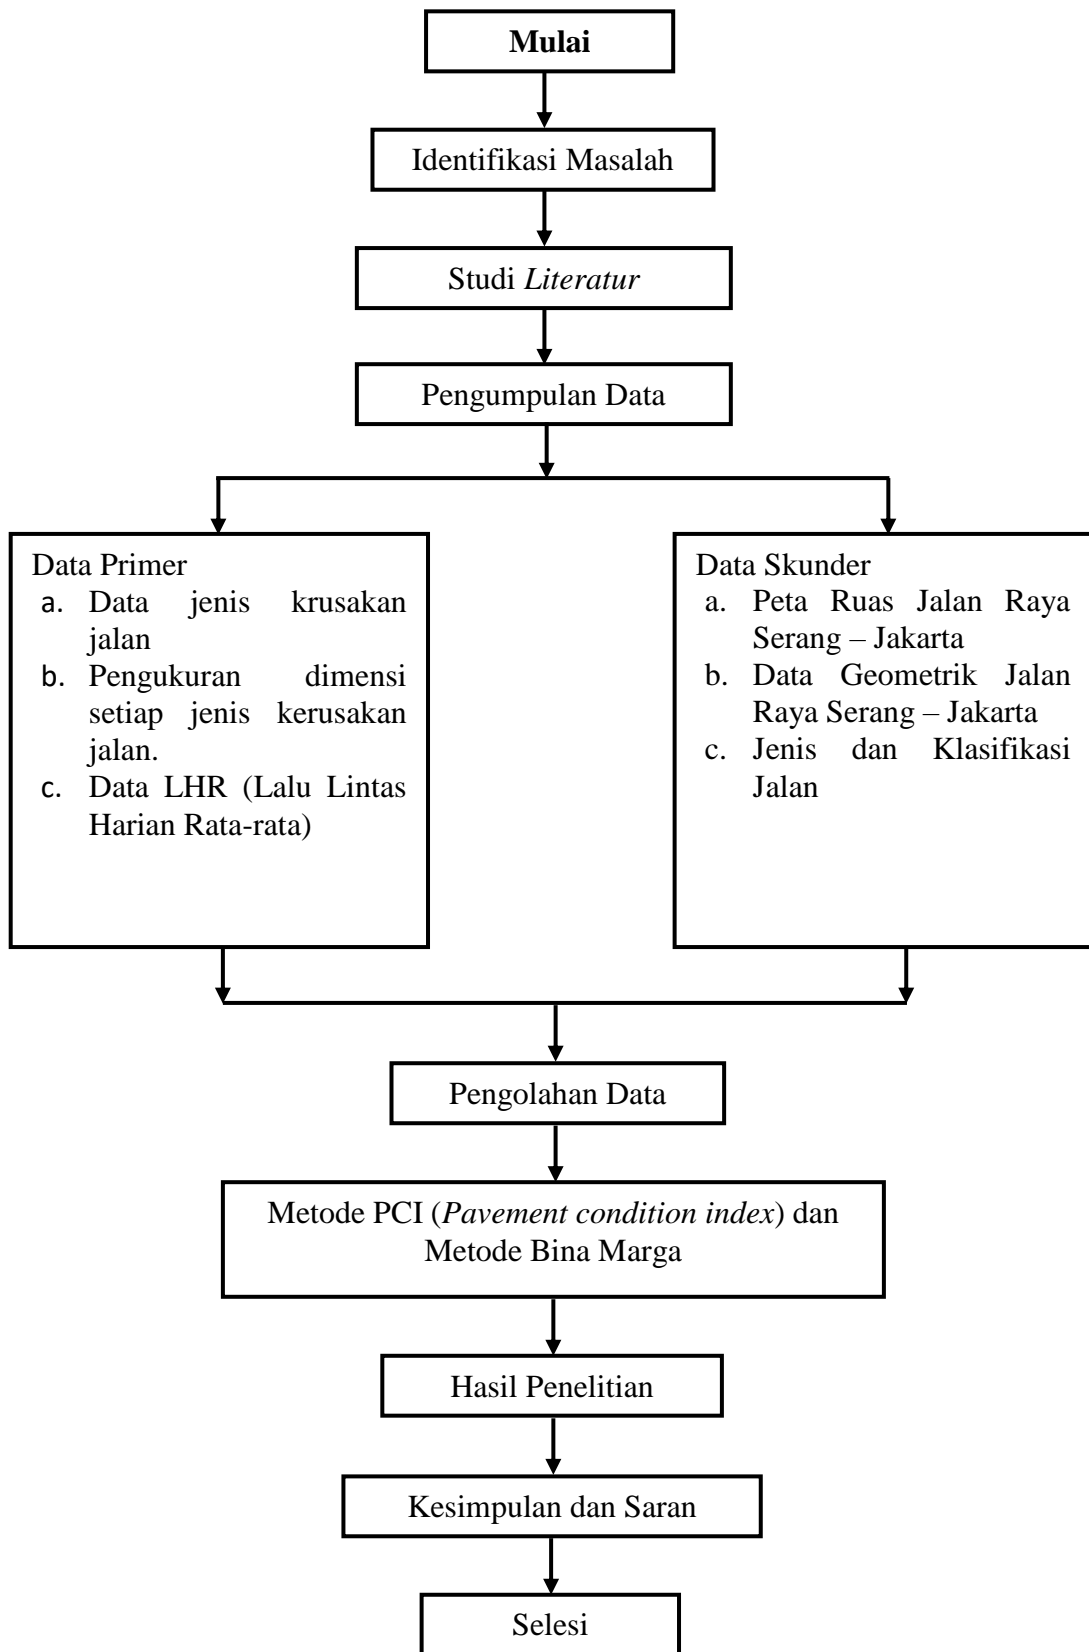 Mulai
Identifikasi Masalah
Studi Literatur
Pengumpulan Data
Data Primer
a. Data jenis krusakan
jalan
b. Pengukuran dimensi
setiap jenis kerusakan
jalan.
c. Data LHR (Lalu Lintas
Harian Rata-rata)
Data Skunder
a. Peta Ruas Jalan Raya
Serang – Jakarta
b. Data Geometrik Jalan
Raya Serang – Jakarta
c. Jenis dan Klasifikasi
Jalan
Pengolahan Data
Metode PCI (Pavement condition index) dan
Metode Bina Marga
Hasil Penelitian
Kesimpulan dan Saran
Selesi